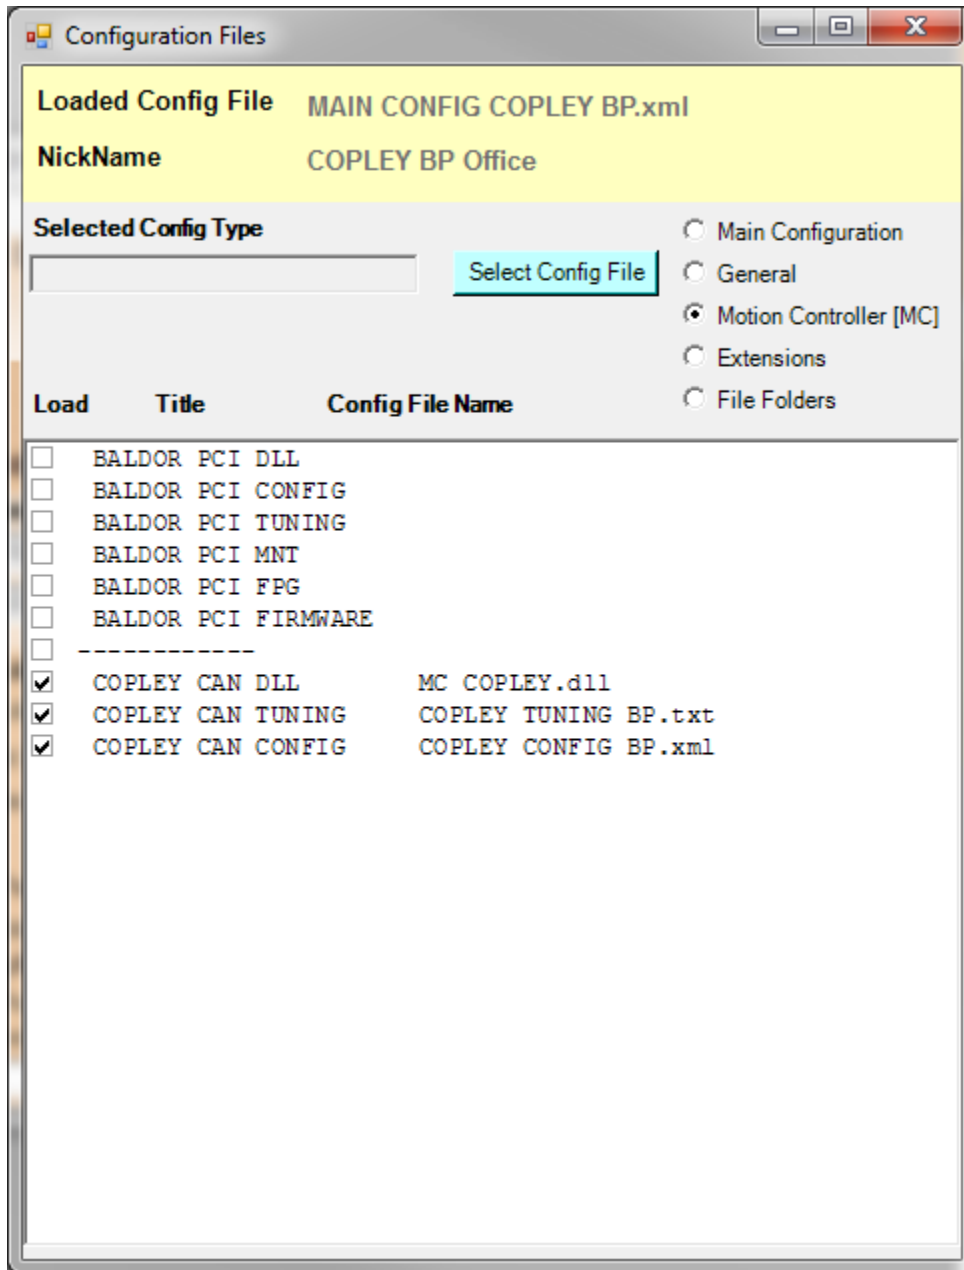 Configuration Files
Loaded Config File MAIN CONFIG COPLEY BP.xml
NickName COPLEY BP Office
Selected Config Type
Select Config File
Main Configuration
General
Motion Controller [MC]
Extensions
File Folders
Load Title Config File Name
BALDOR PCI DLL
BALDOR PCI CONFIG
BALDOR PCI TUNING
BALDOR PCI MNT
BALDOR PCI FPG
BALDOR PCI FIRMWARE
------------
COPLEY CAN DLL MC COPLEY.dll
COPLEY CAN TUNING COPLEY TUNING BP.txt
COPLEY CAN CONFIG COPLEY CONFIG BP.xml